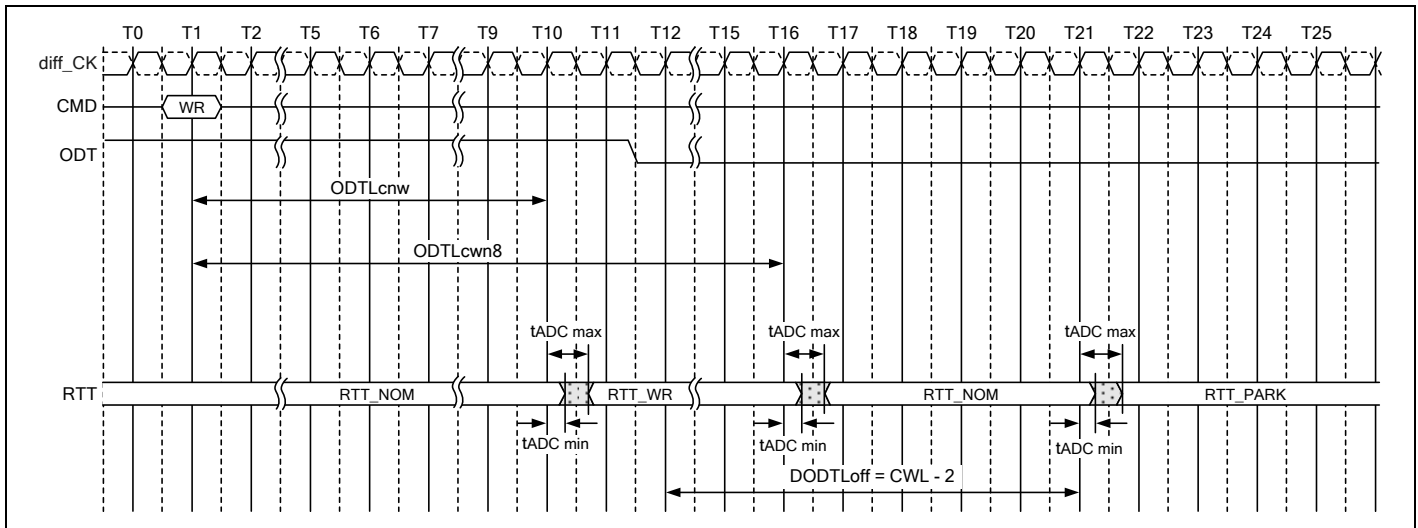 T0 T1 T2 T5 T6 T7 T9 T10 T11 T12 T15 T16 T17 T18 T19 T20 T21 T22 T23 T24 T25
diff_CK
CMD WR
ODT
ODTLcnw
ODTLcwn8
tADC max tADC max tADC max
RTT RTT_NOM RTT_WR RTT_NOM RTT_PARK
tADC min tADC min tADC min
DODTLoff = CWL - 2